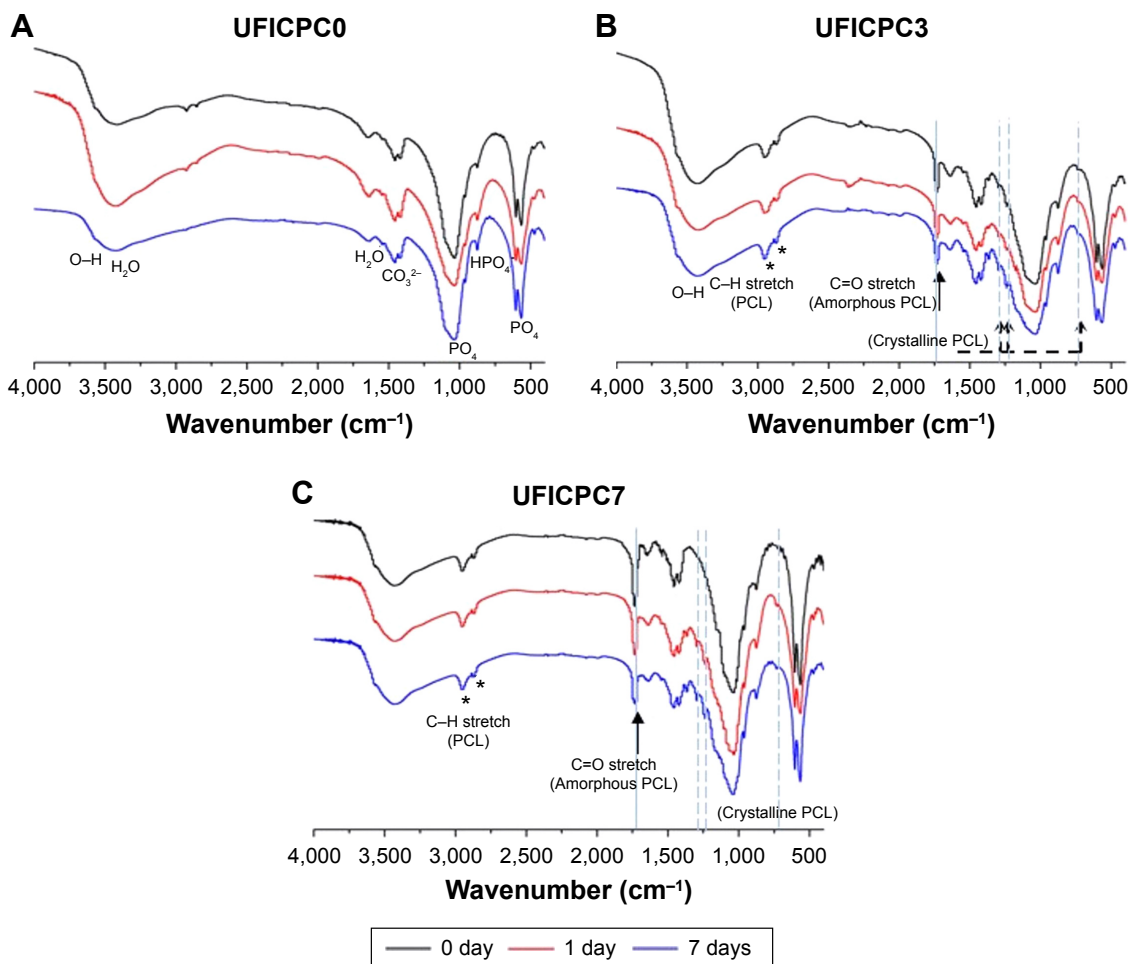 A
UFICPC0
O–H
H₂O
H₂O
CO₃²⁻
PO₄
HPO₄
PO₄
4,000 3,500 3,000 2,500 2,000 1,500 1,000 500
Wavenumber (cm⁻¹)
B
UFICPC3
O–H
C–H stretch
(PCL)
*
*
C=O stretch
(Amorphous PCL)
(Crystalline PCL)
4,000 3,500 3,000 2,500 2,000 1,500 1,000 500
Wavenumber (cm⁻¹)
C
UFICPC7
*
*
C–H stretch
(PCL)
C=O stretch
(Amorphous PCL)
(Crystalline PCL)
4,000 3,500 3,000 2,500 2,000 1,500 1,000 500
Wavenumber (cm⁻¹)
0 day 1 day 7 days